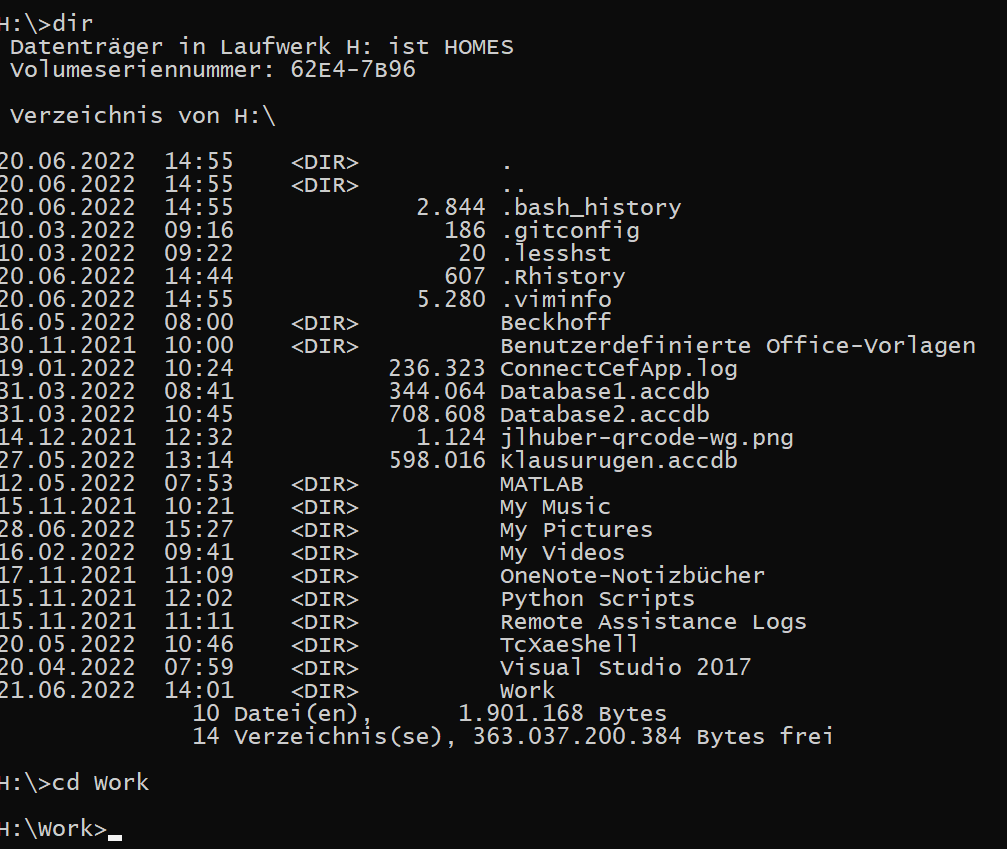 H:\>dir
 Datenträger in Laufwerk H: ist HOMES
 Volumeseriennummer: 62E4-7B96

 Verzeichnis von H:\

20.06.2022  14:55    <DIR>          .
20.06.2022  14:55    <DIR>          ..
20.06.2022  14:55             2.844 .bash_history
10.03.2022  09:16               186 .gitconfig
10.03.2022  09:22                20 .lesshst
20.06.2022  14:44               607 .Rhistory
20.06.2022  14:55             5.280 .viminfo
16.05.2022  08:00    <DIR>          Beckhoff
30.11.2021  10:00    <DIR>          Benutzerdefinierte Office-Vorlagen
19.01.2022  10:24           236.323 ConnectCefApp.log
31.03.2022  08:41           344.064 Database1.accdb
31.03.2022  10:45           708.608 Database2.accdb
14.12.2021  12:32             1.124 jlhuber-qrcode-wg.png
27.05.2022  13:14           598.016 Klausurugen.accdb
12.05.2022  07:53    <DIR>          MATLAB
15.11.2021  10:21    <DIR>          My Music
28.06.2022  15:27    <DIR>          My Pictures
16.02.2022  09:41    <DIR>          My Videos
17.11.2021  11:09    <DIR>          OneNote-Notizbücher
15.11.2021  12:02    <DIR>          Python Scripts
15.11.2021  11:11    <DIR>          Remote Assistance Logs
20.05.2022  10:46    <DIR>          TcXaeShell
20.04.2022  07:59    <DIR>          Visual Studio 2017
21.06.2022  14:01    <DIR>          Work
              10 Datei(en),      1.901.168 Bytes
              14 Verzeichnis(se), 363.037.200.384 Bytes frei

H:\>cd Work

H:\Work>